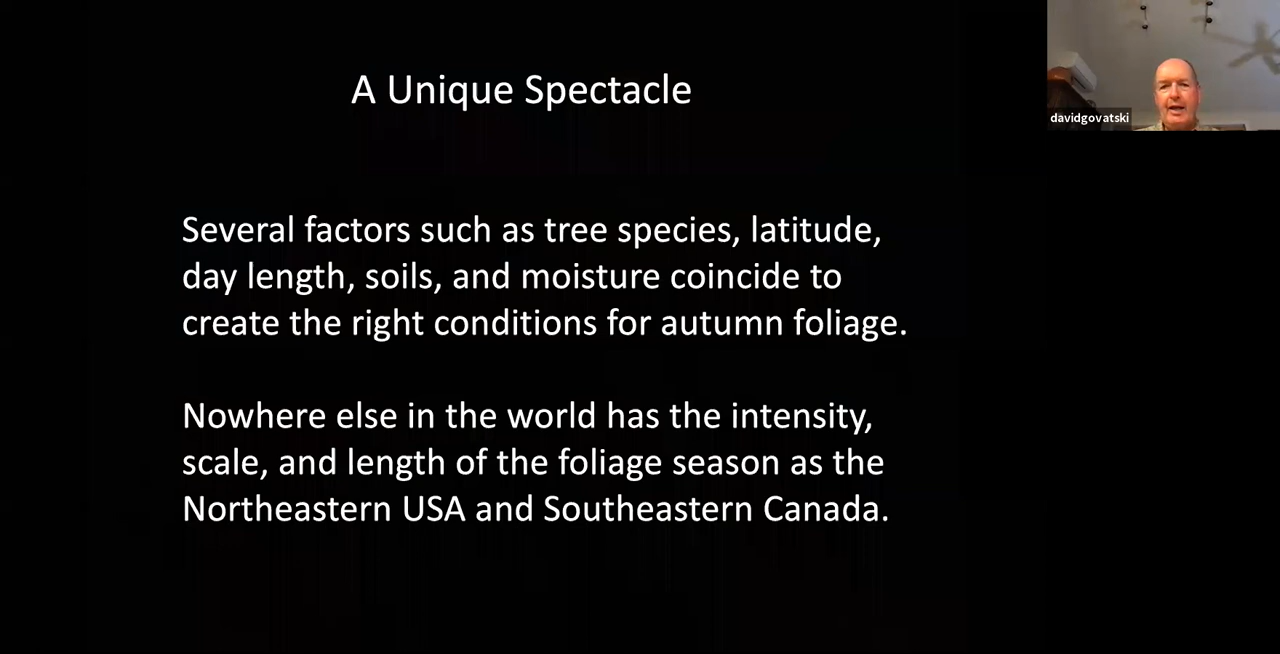 A Unique Spectacle
davidgovatski
Several factors such as tree species, latitude,
day length, soils, and moisture coincide to
create the right conditions for autumn foliage.
Nowhere else in the world has the intensity,
scale, and length of the foliage season as the
Northeastern USA and Southeastern Canada.